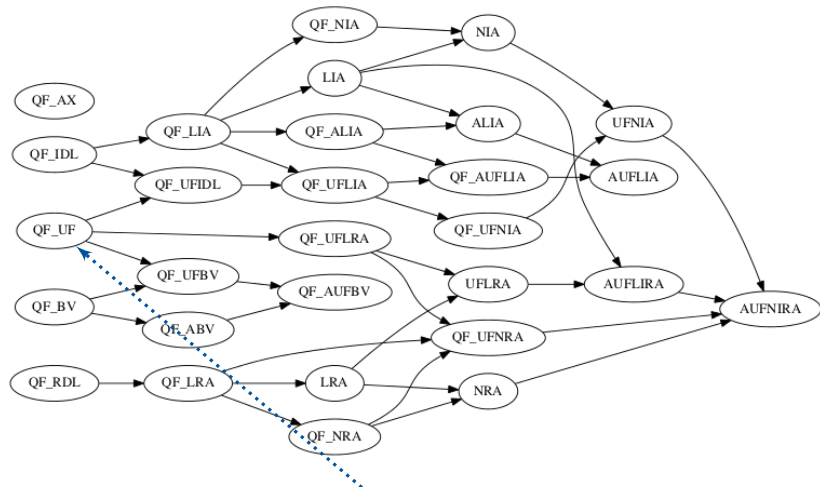 QF_NIA
NIA
LIA
QF_AX
QF_LIA
QF_ALIA
ALIA
UFNIA
QF_IDL
QF_UFIDL
QF_UFLIA
QF_AUFLIA
AUFLIA
QF_UF
QF_UFLRA
QF_UFNIA
QF_UFBV
QF_AUFBV
UFLRA
AUFLIRA
QF_BV
QF_ABV
QF_UFNRA
AUFNIRA
QF_RDL
QF_LRA
LRA
NRA
QF_NRA